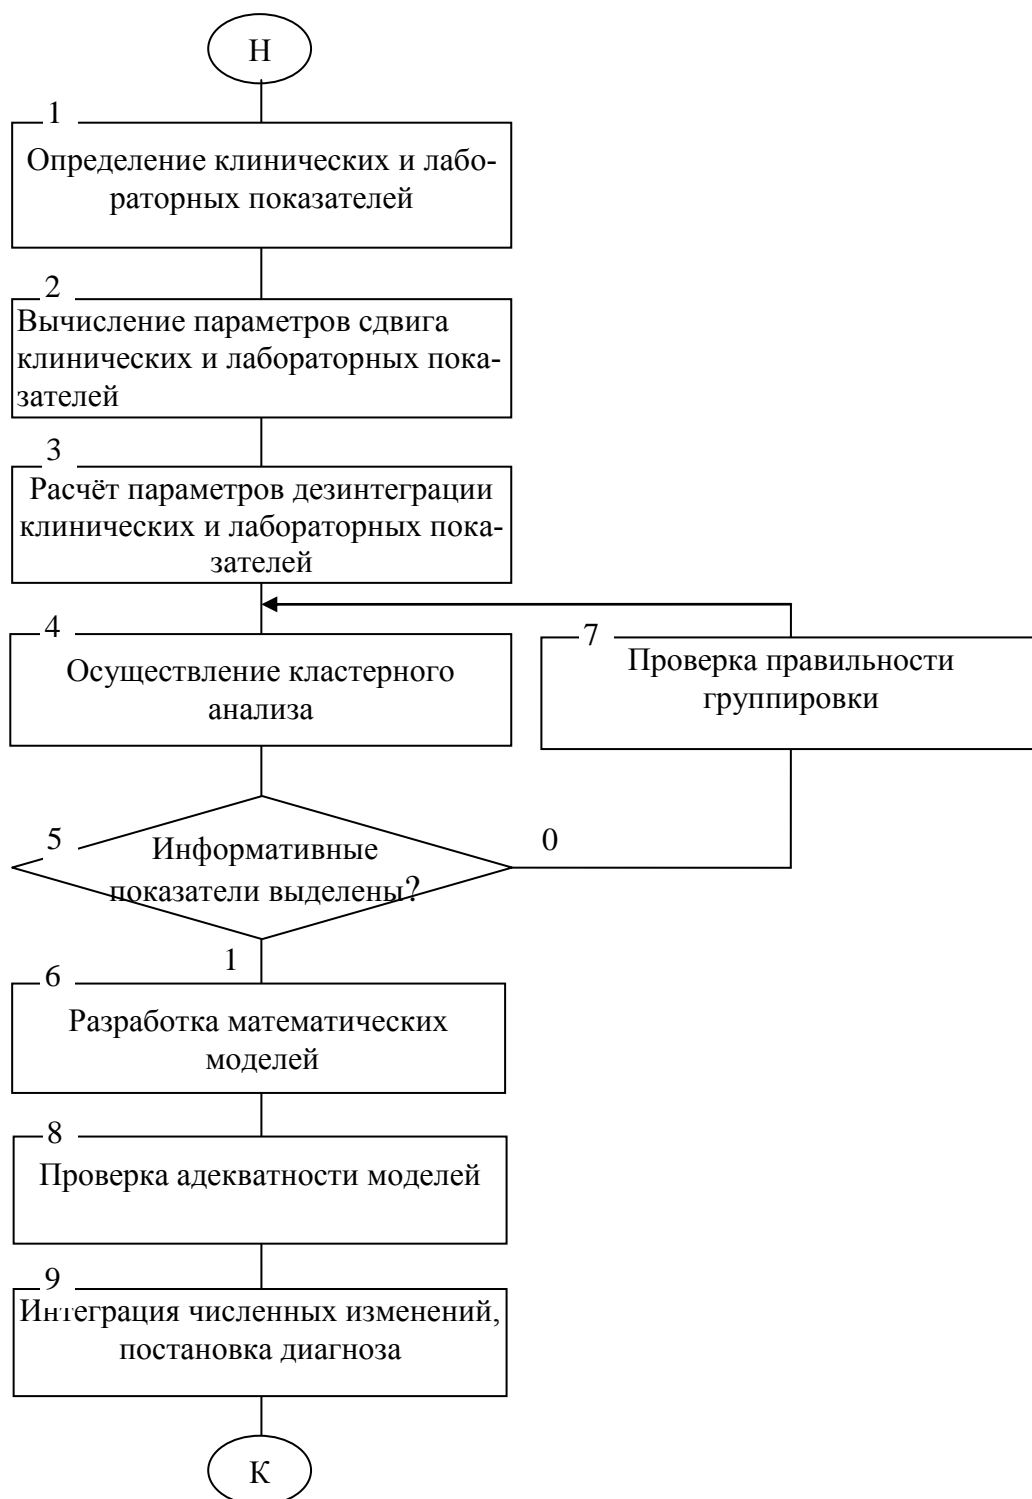 Н
1
Определение клинических и лабо-
раторных показателей
2
Вычисление параметров сдвига
клинических и лабораторных пока-
зателей
3
Расчёт параметров дезинтеграции
клинических и лабораторных пока-
зателей
4
Осуществление кластерного
анализа
7
Проверка правильности
группировки
5
Информативные
показатели выделены?
0
1
6
Разработка математических
моделей
8
Проверка адекватности моделей
9
Интеграция численных изменений,
постановка диагноза
К